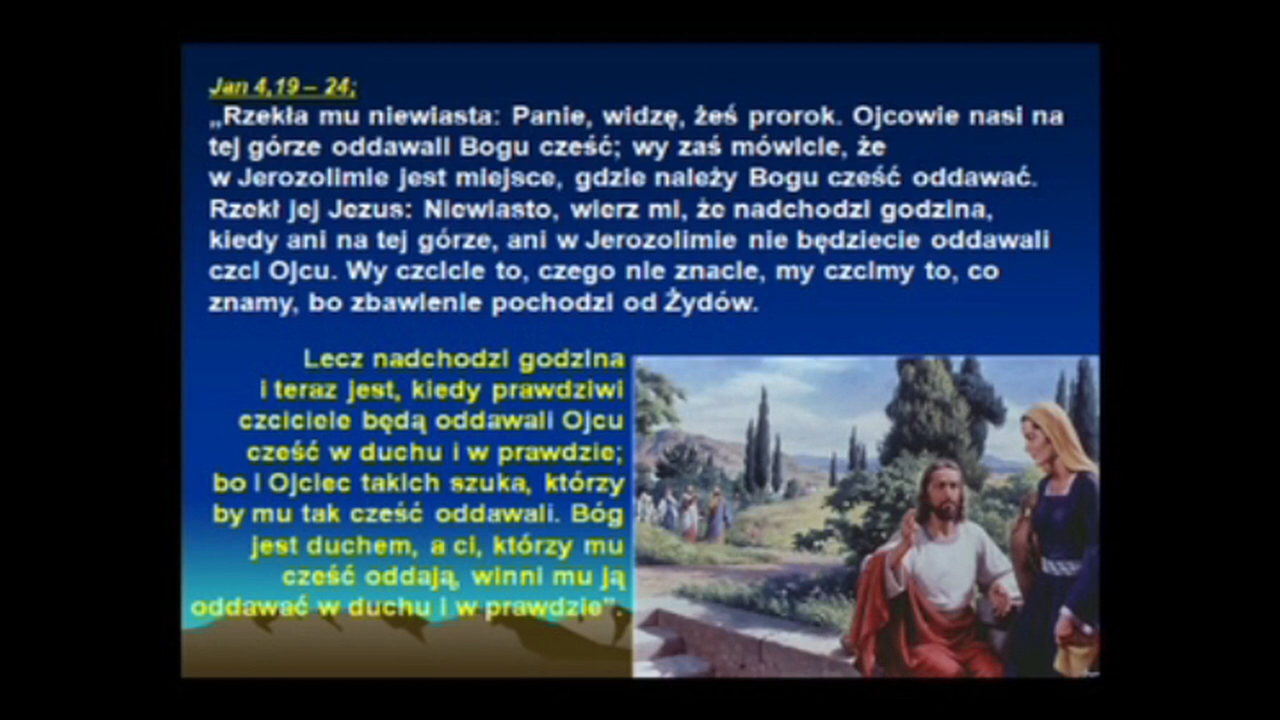 Jan 4,19 – 24;
„Rzekła mu niewiasta: Panie, widzę, żeś prorok. Ojcowie nasi na
tej górze oddawali Bogu cześć; wy zaś mówicie, że
w Jerozolimie jest miejsce, gdzie należy Bogu cześć oddawać.
Rzekł jej Jezus: Niewiasto, wierz mi, że nadchodzi godzina,
kiedy ani na tej górze, ani w Jerozolimie nie będziecie oddawali
czci Ojcu. Wy czcicie to, czego nie znacie, my czcimy to, co
znamy, bo zbawienie pochodzi od Żydów.
Lecz nadchodzi godzina
i teraz jest, kiedy prawdziwi
czciciele będą oddawali Ojcu
cześć w duchu i w prawdzie;
bo i Ojciec takich szuka, którzy
by mu tak cześć oddawali. Bóg
jest duchem, a ci, którzy mu
cześć oddają, winni mu ją
oddawać w duchu i w prawdzie”.